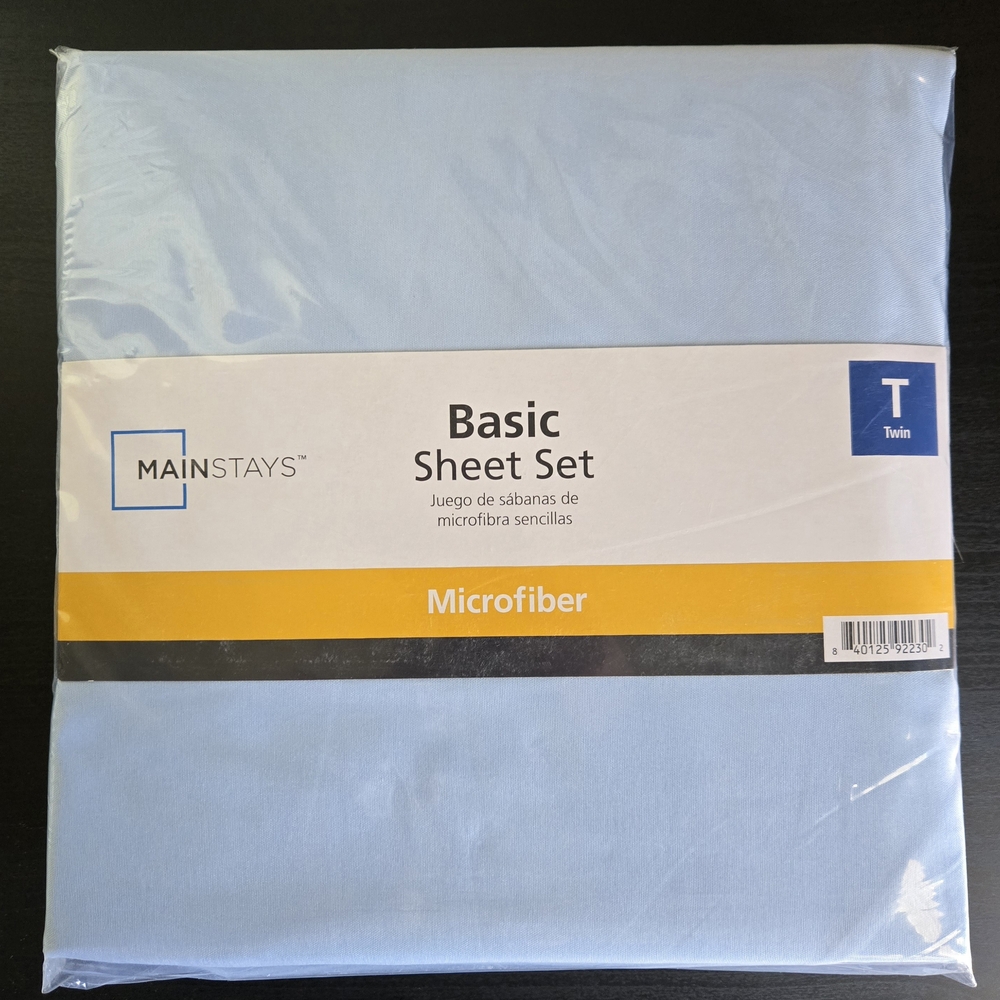 MAINSTAYS™
Basic
Sheet Set
Juego de sábanas de
microfibra sencillas
T
Twin
Microfiber
8 40125 92230 2